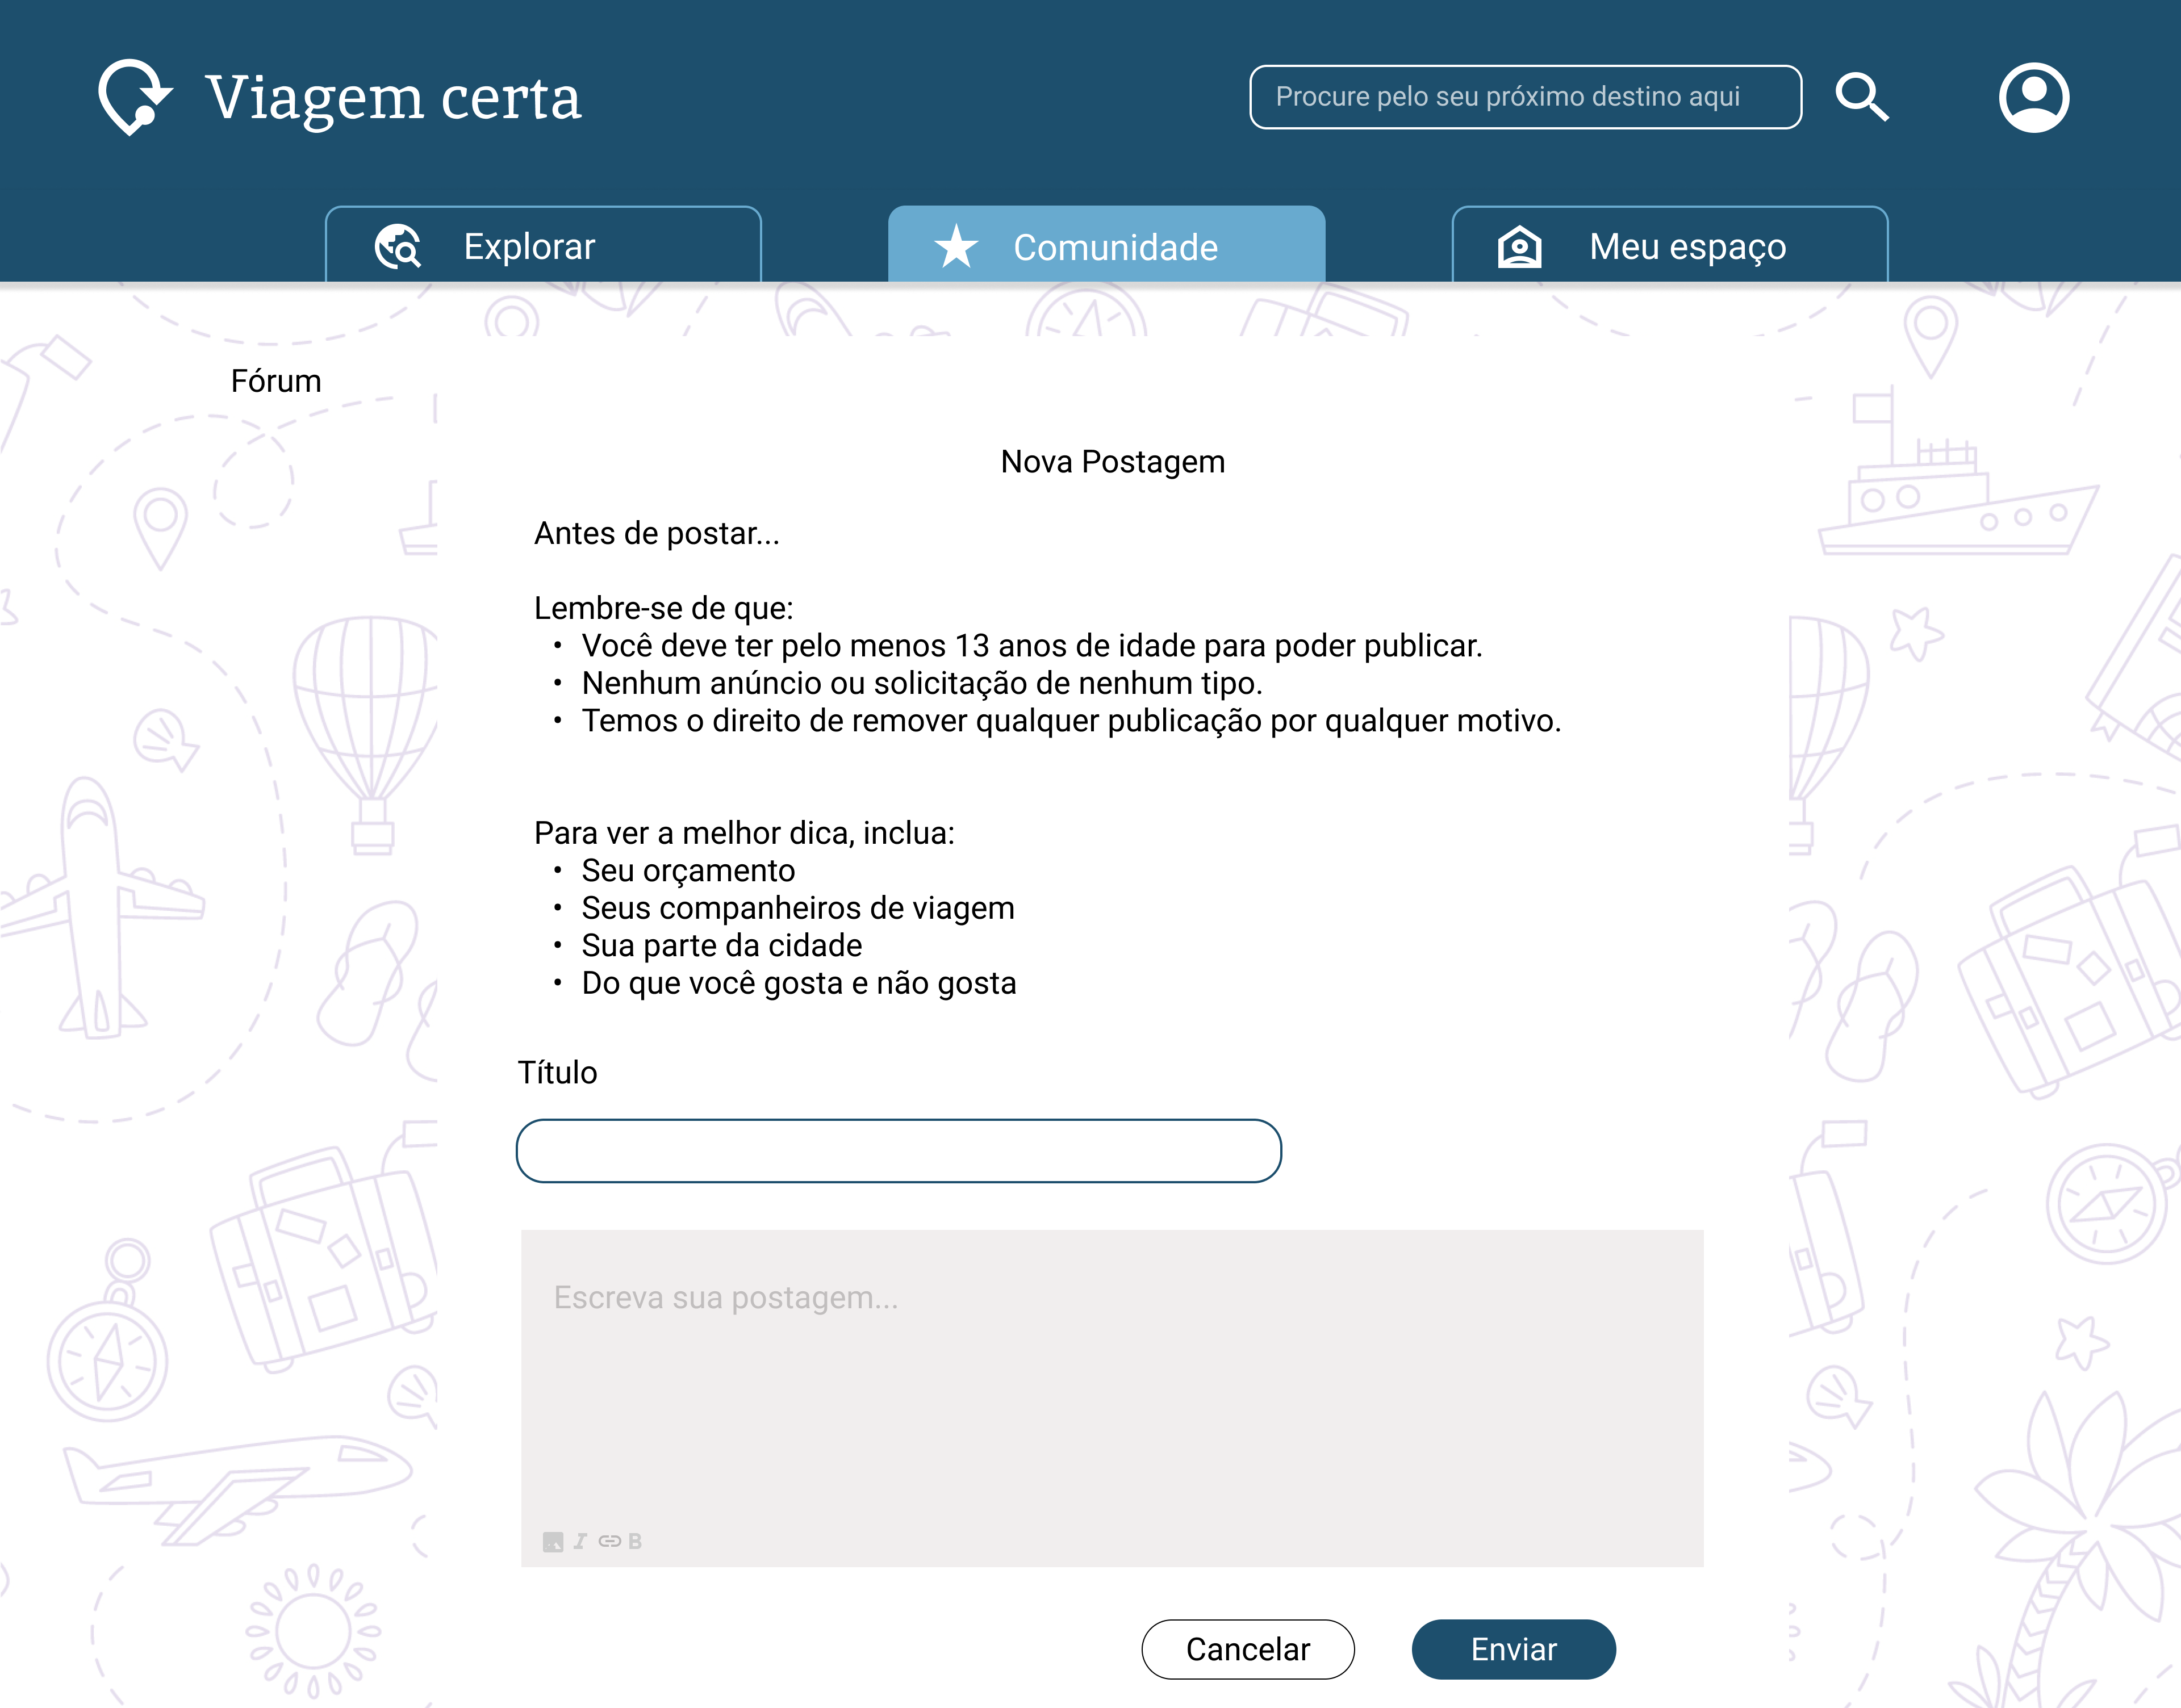 Viagem certa
Procure pelo seu próximo destino aqui
Explorar
Comunidade
Meu espaço
Fórum
Nova Postagem
Antes de postar...
Lembre-se de que:
• Você deve ter pelo menos 13 anos de idade para poder publicar.
• Nenhum anúncio ou solicitação de nenhum tipo.
• Temos o direito de remover qualquer publicação por qualquer motivo.
Para ver a melhor dica, inclua:
• Seu orçamento
• Seus companheiros de viagem
• Sua parte da cidade
• Do que você gosta e não gosta
Título
Escreva sua postagem...
I B
Cancelar
Enviar